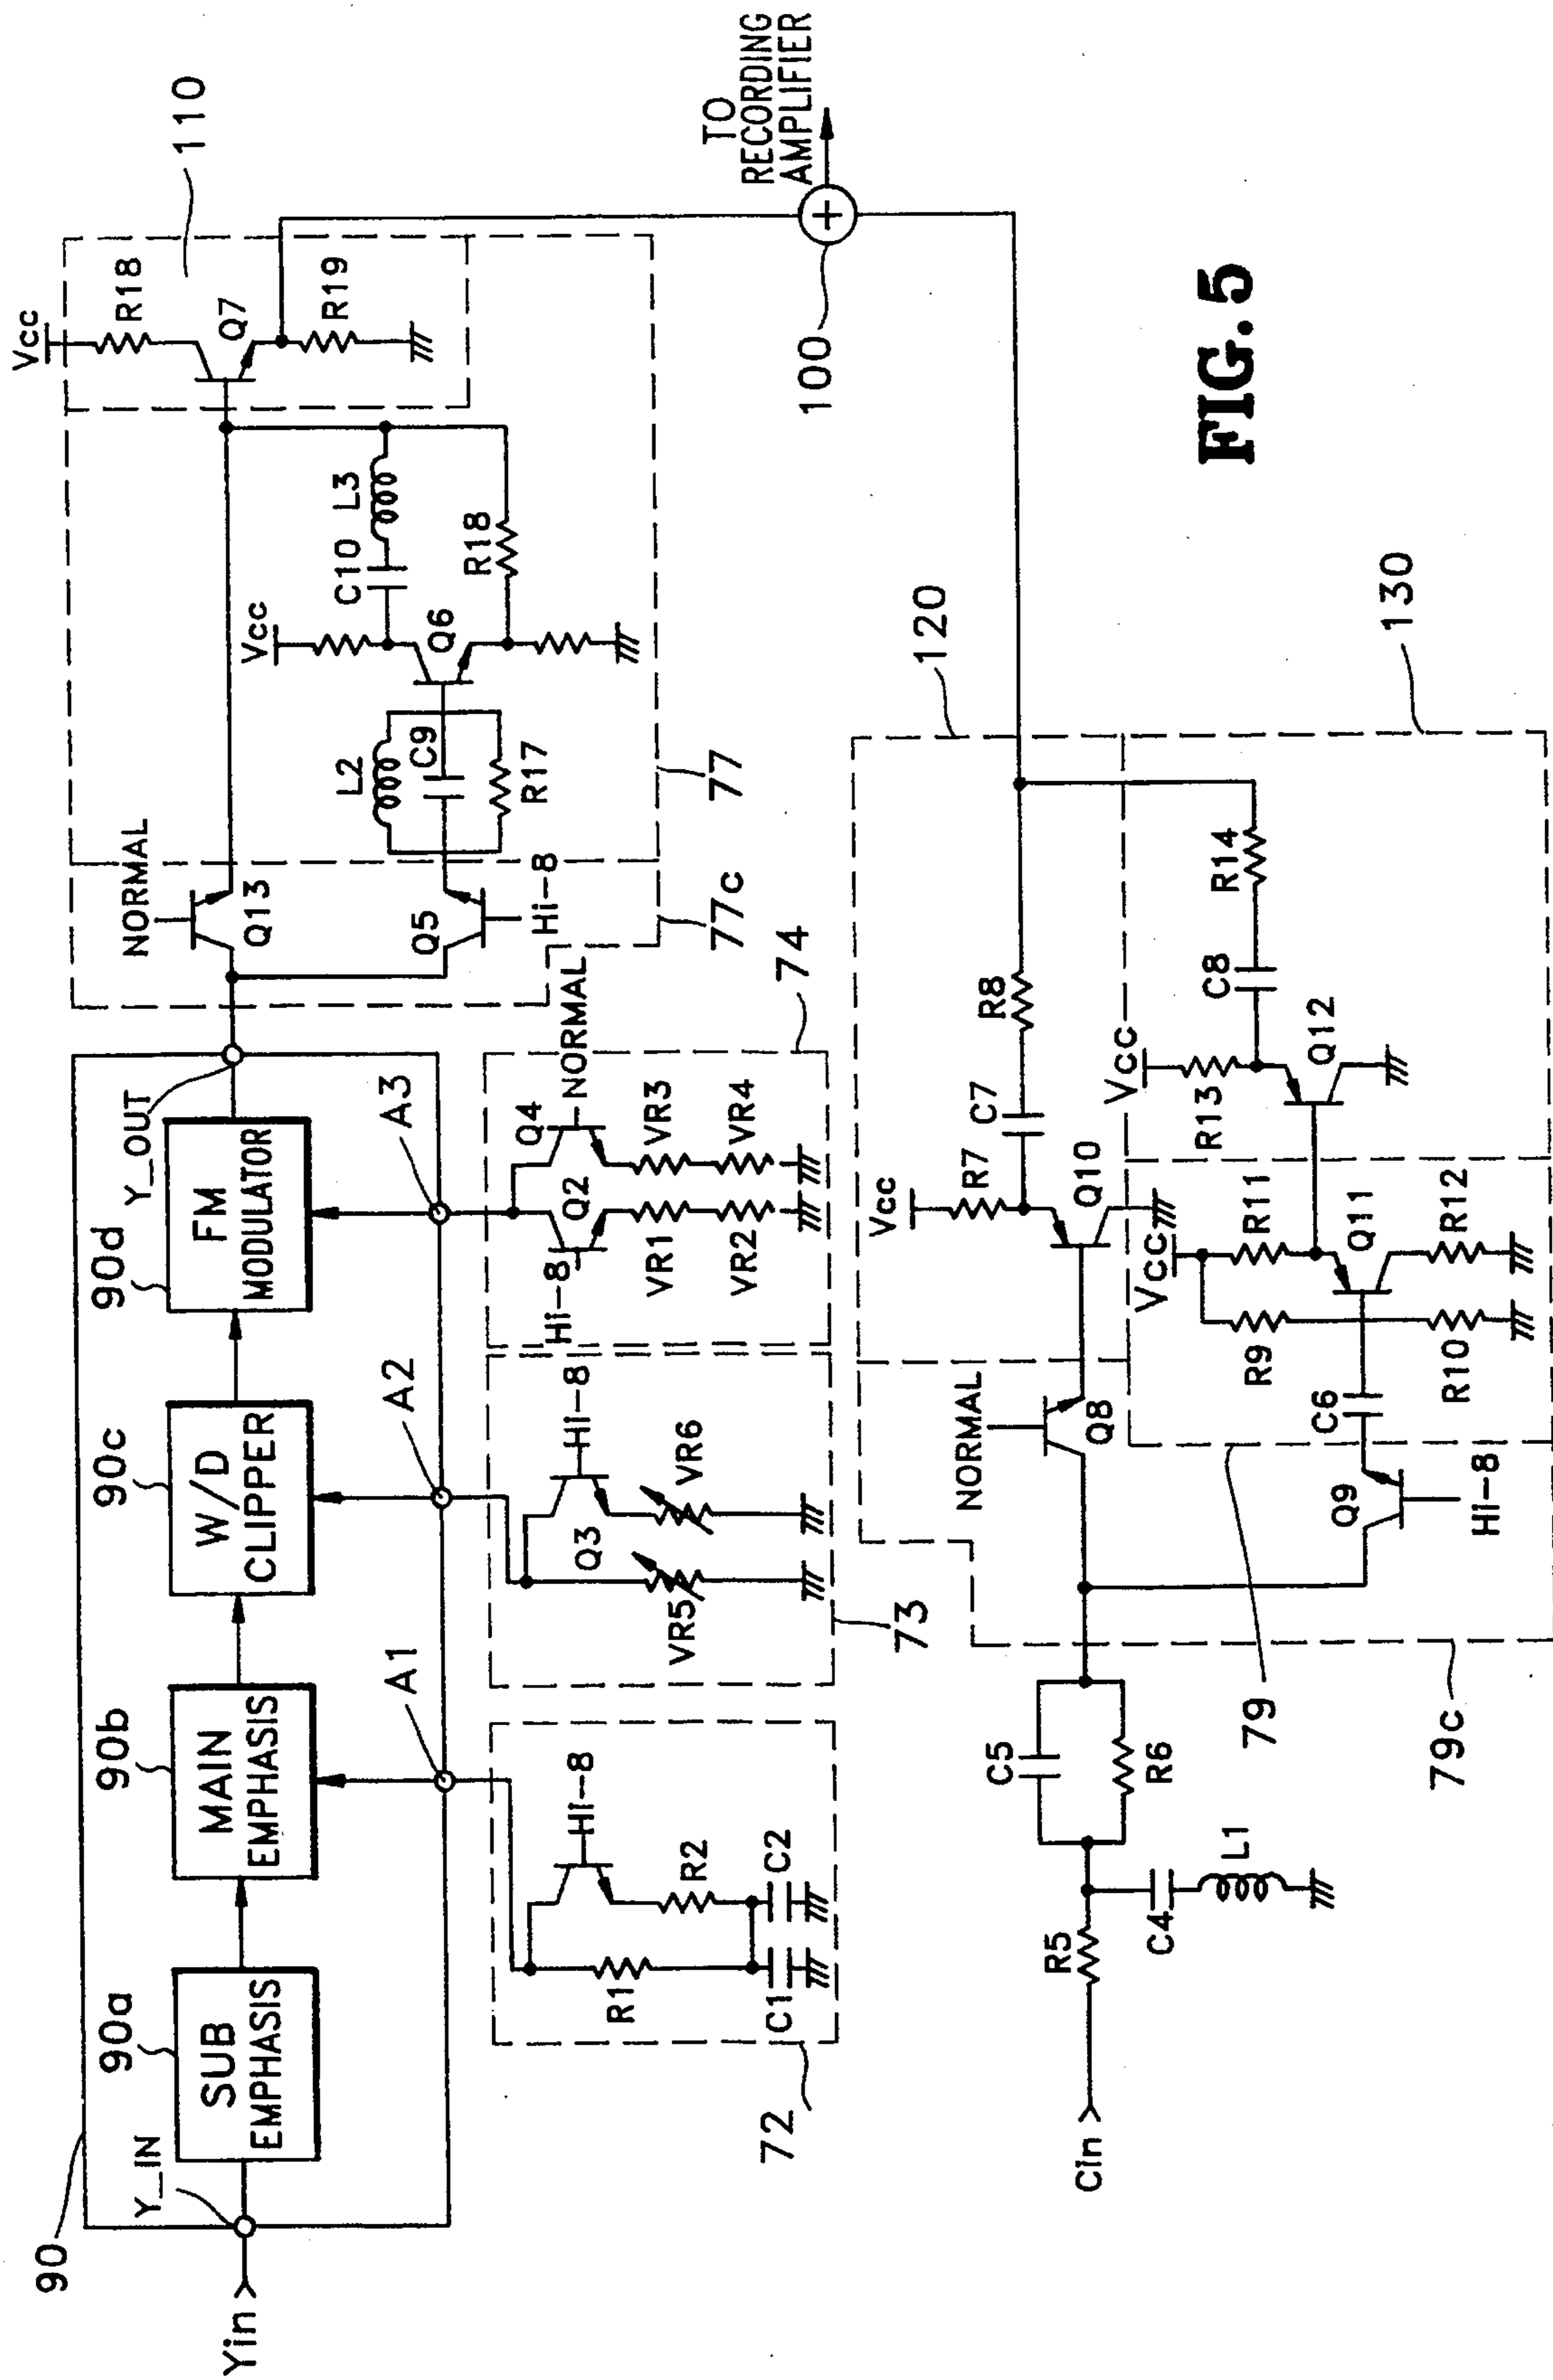 90
Yin
Y_IN
90a
SUB
EMPHASIS
90b
MAIN
EMPHASIS
90c
W/D
CLIPPER
90d
FM
MODULATOR
Y_OUT
A1
A2
A3
Hi-8
R1
R2
C1
C2
72
Hi-8
Q3
VR5
VR6
73
Hi-8
Q2
Q4
NORMAL
VR1
VR2
VR3
VR4
74
NORMAL
Q13
Q5
Hi-8
77c
L2
C9
R17
77
Vcc
Q6
C10
L3
R18
Vcc
R18
Q7
R19
110
100
+
TO
RECORDING
AMPLIFIER
Cin
R5
C4
L1
C5
R6
NORMAL
Q8
Q9
Hi-8
79c
79
C6
Vcc
R9
R10
R11
Q11
R12
Vcc
R7
Q10
C7
R8
120
Vcc
R13
Q12
C8
R14
130
FIG. 5